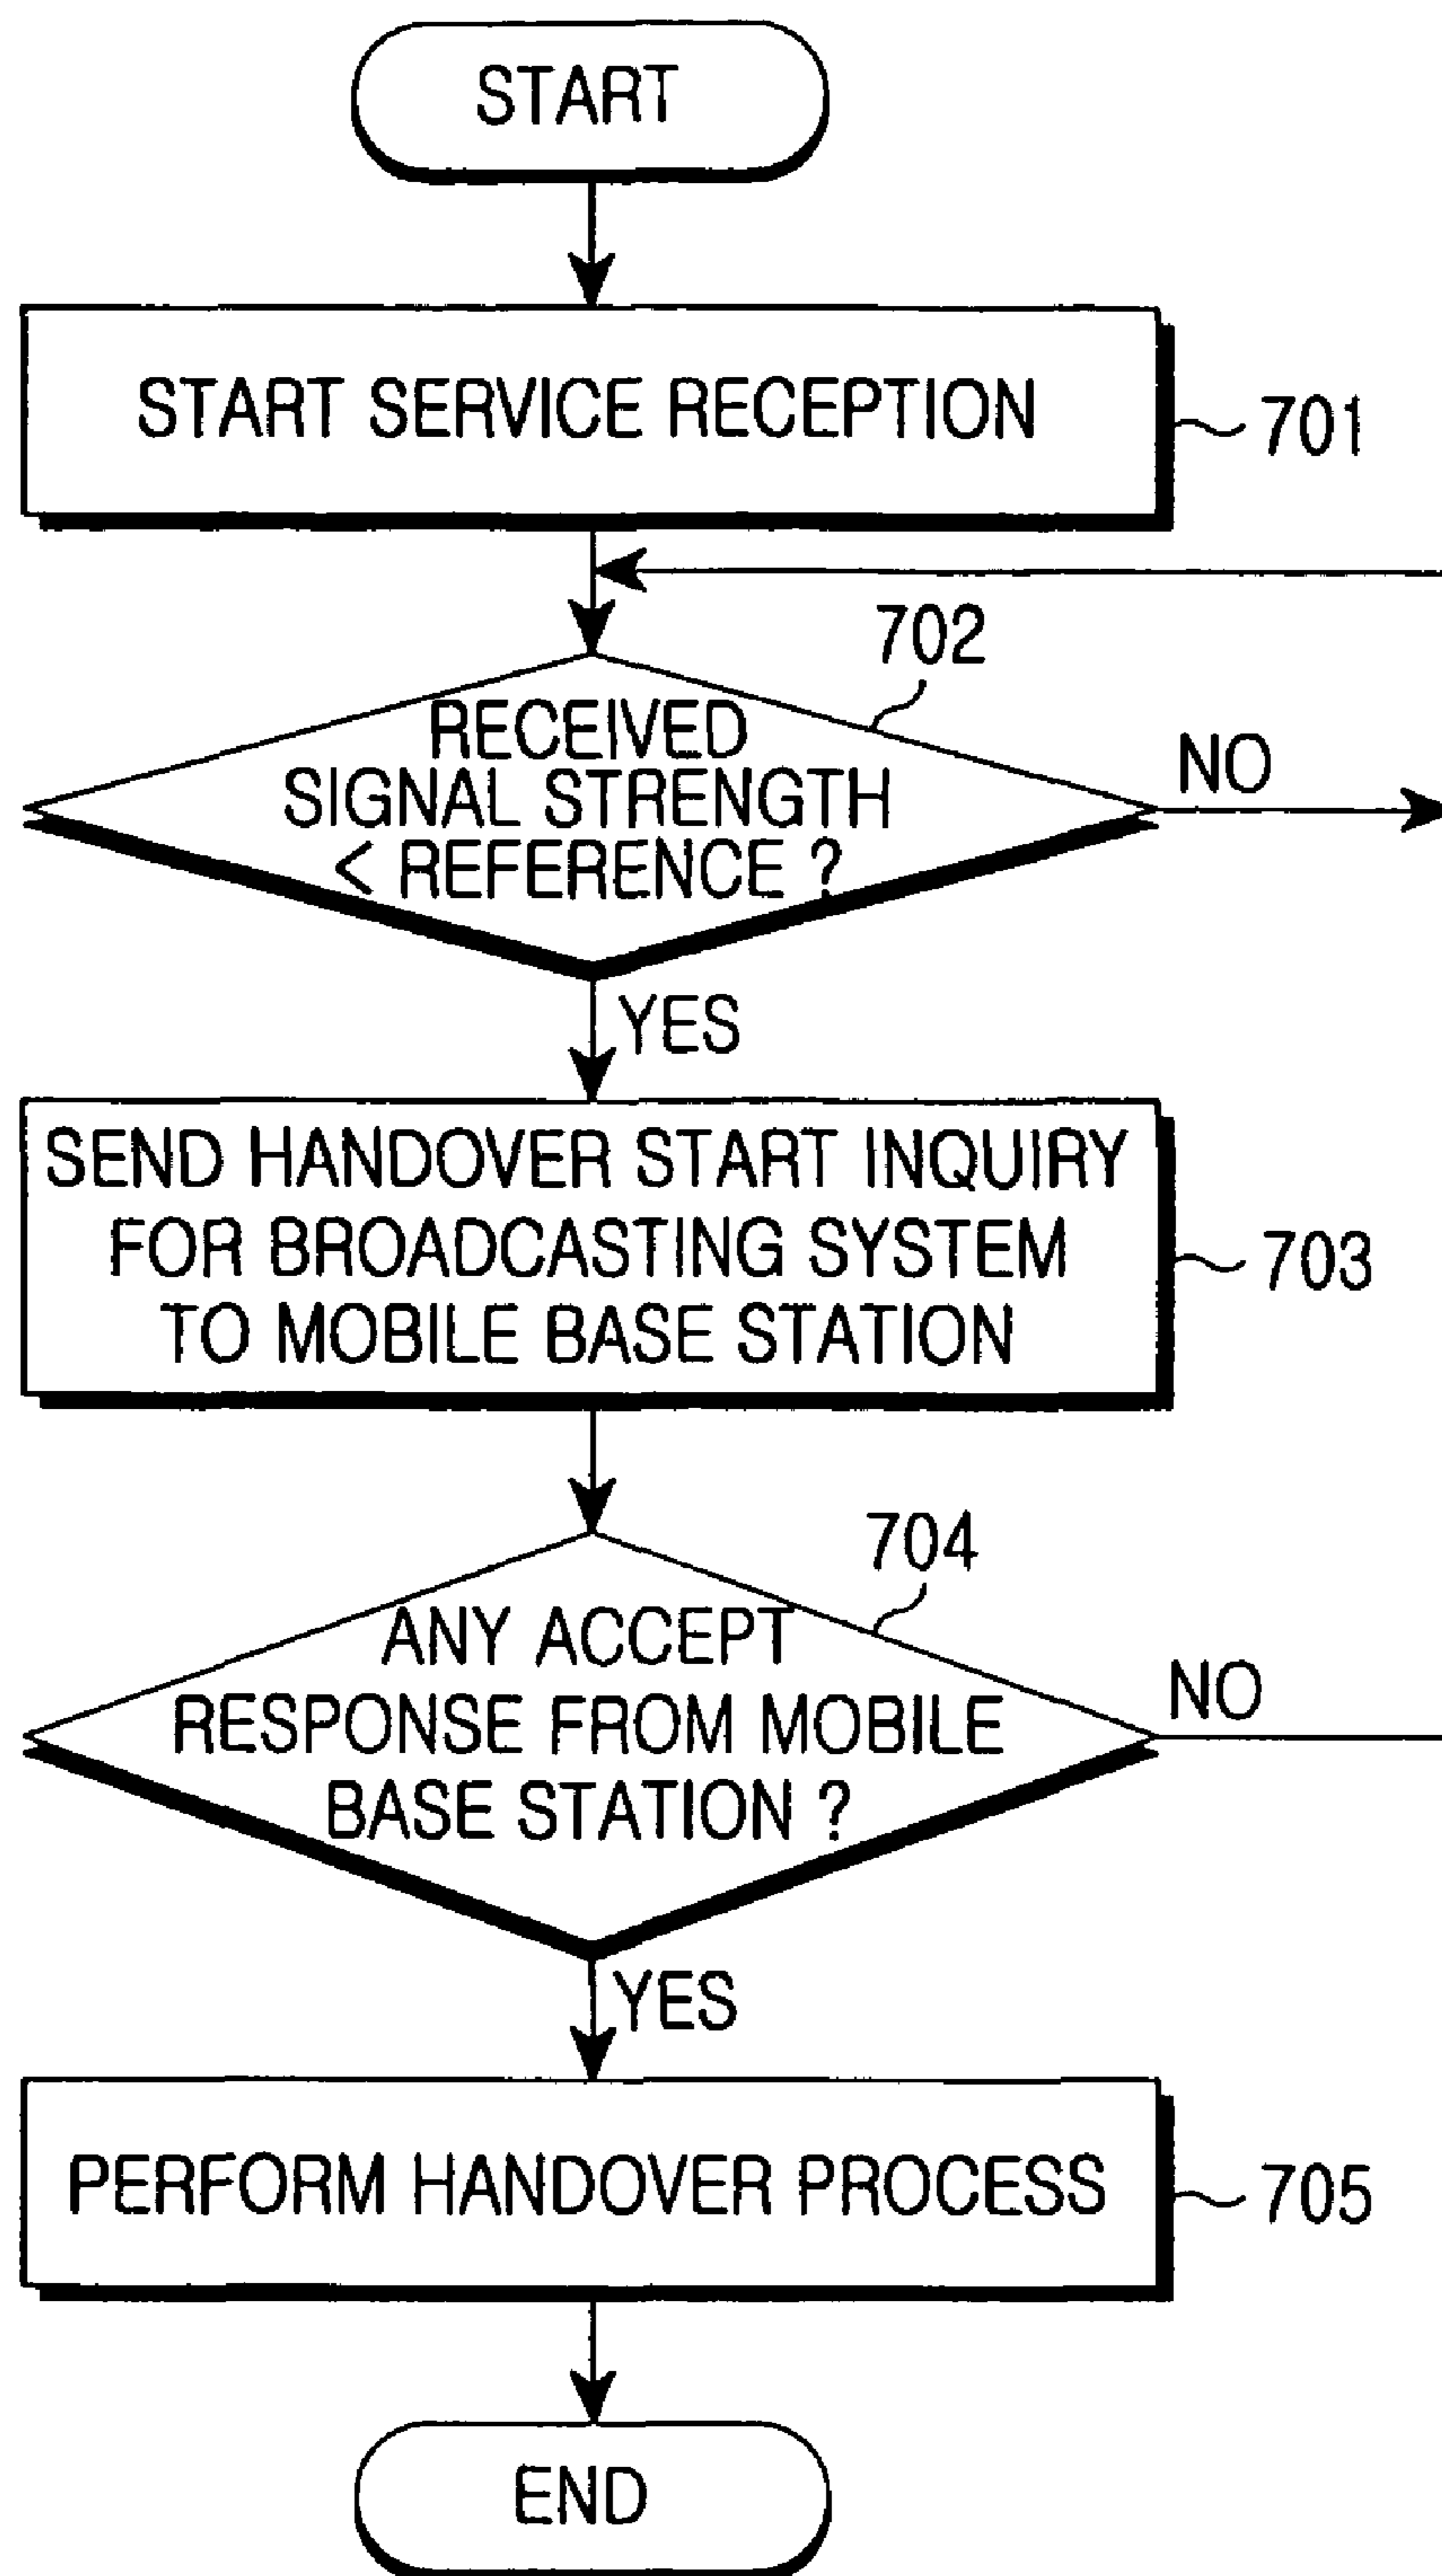 START
START SERVICE RECEPTION
701
702
RECEIVED
SIGNAL STRENGTH
< REFERENCE ?
NO
YES
SEND HANDOVER START INQUIRY
FOR BROADCASTING SYSTEM
TO MOBILE BASE STATION
703
704
ANY ACCEPT
RESPONSE FROM MOBILE
BASE STATION ?
NO
YES
PERFORM HANDOVER PROCESS
705
END